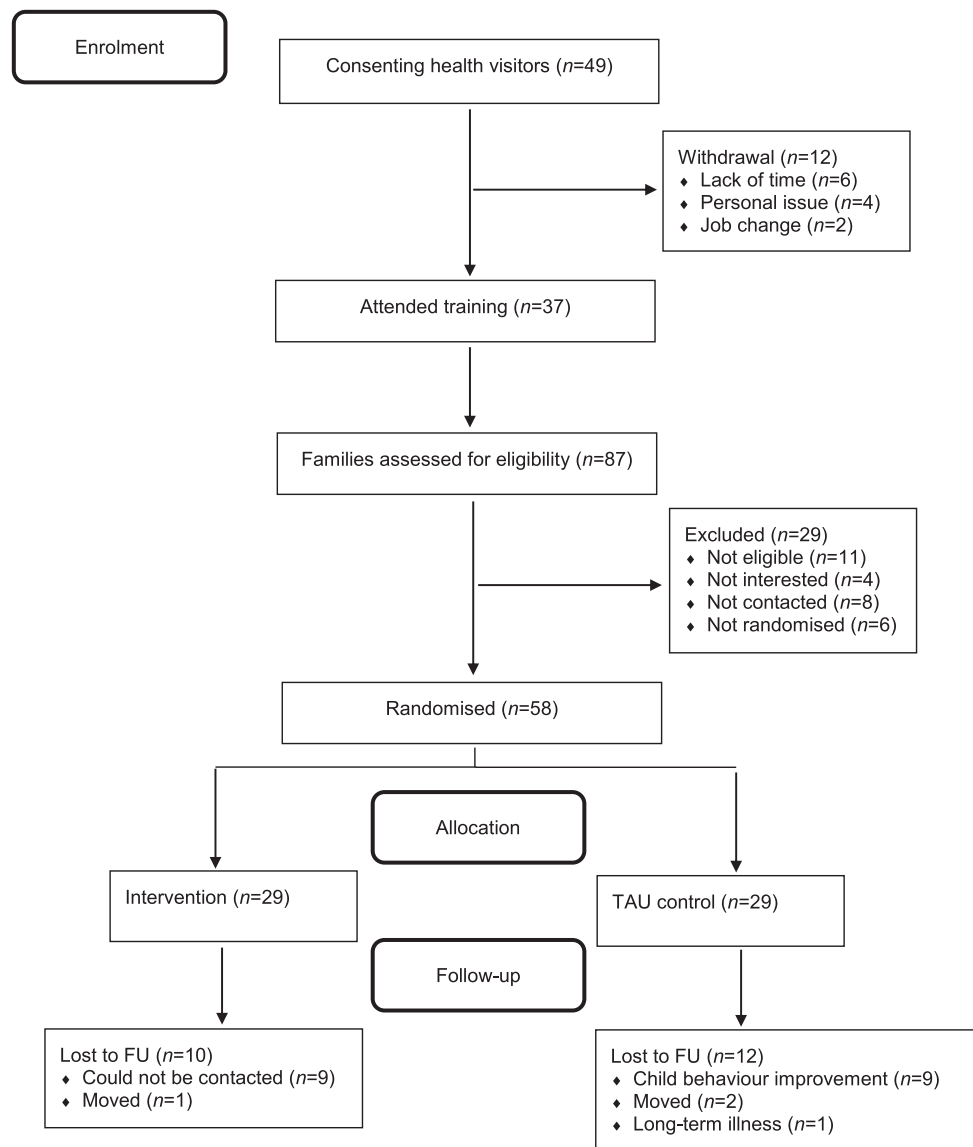 Enrolment
Consenting health visitors (n=49)
Withdrawal (n=12)
♦ Lack of time (n=6)
♦ Personal issue (n=4)
♦ Job change (n=2)
Attended training (n=37)
Families assessed for eligibility (n=87)
Excluded (n=29)
♦ Not eligible (n=11)
♦ Not interested (n=4)
♦ Not contacted (n=8)
♦ Not randomised (n=6)
Randomised (n=58)
Allocation
Intervention (n=29)
TAU control (n=29)
Follow-up
Lost to FU (n=10)
♦ Could not be contacted (n=9)
♦ Moved (n=1)
Lost to FU (n=12)
♦ Child behaviour improvement (n=9)
♦ Moved (n=2)
♦ Long-term illness (n=1)